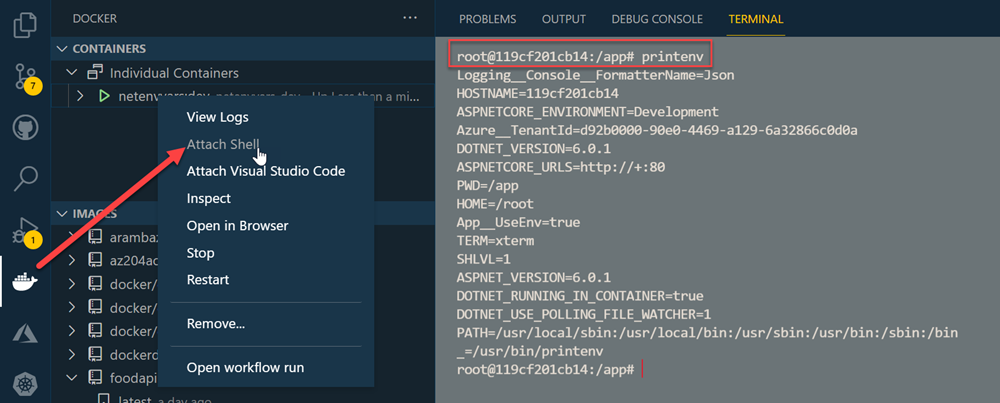 DOCKER
...
CONTAINERS
Individual Containers
View Logs
Attach Shell
Attach Visual Studio Code
Inspect
Open in Browser
Stop
Restart
Remove...
Open workflow run
IMAGES
aramba
az204ac
docker/
docker/
docker/
dockerd
foodapi
latest a day ago
7
1
PROBLEMS OUTPUT DEBUG CONSOLE TERMINAL
root@119cf201cb14:/app# printenv
Logging__Console__FormatterName=Json
HOSTNAME=119cf201cb14
ASPNETCORE_ENVIRONMENT=Development
Azure__TenantId=d92b0000-90e0-4469-a129-6a32866c0d0a
DOTNET_VERSION=6.0.1
ASPNETCORE_URLS=http://+:80
PWD=/app
HOME=/root
App__UseEnv=true
TERM=xterm
SHLVL=1
ASPNET_VERSION=6.0.1
DOTNET_RUNNING_IN_CONTAINER=true
DOTNET_USE_POLLING_FILE_WATCHER=1
PATH=/usr/local/sbin:/usr/local/bin:/usr/sbin:/usr/bin:/sbin:/bin
_=/usr/bin/printenv
root@119cf201cb14:/app#